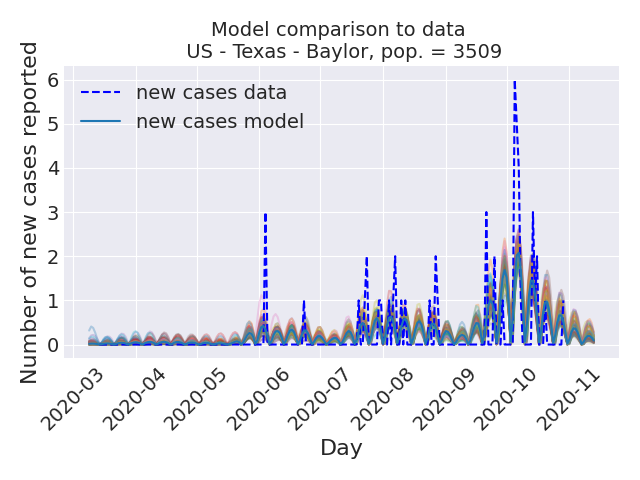 Model comparison to data
US - Texas - Baylor, pop. = 3509
Number of new cases reported
6
5
4
3
2
1
0
new cases data
new cases model
2020-03
2020-04
2020-05
2020-06
2020-07
2020-08
2020-09
2020-10
2020-11
Day